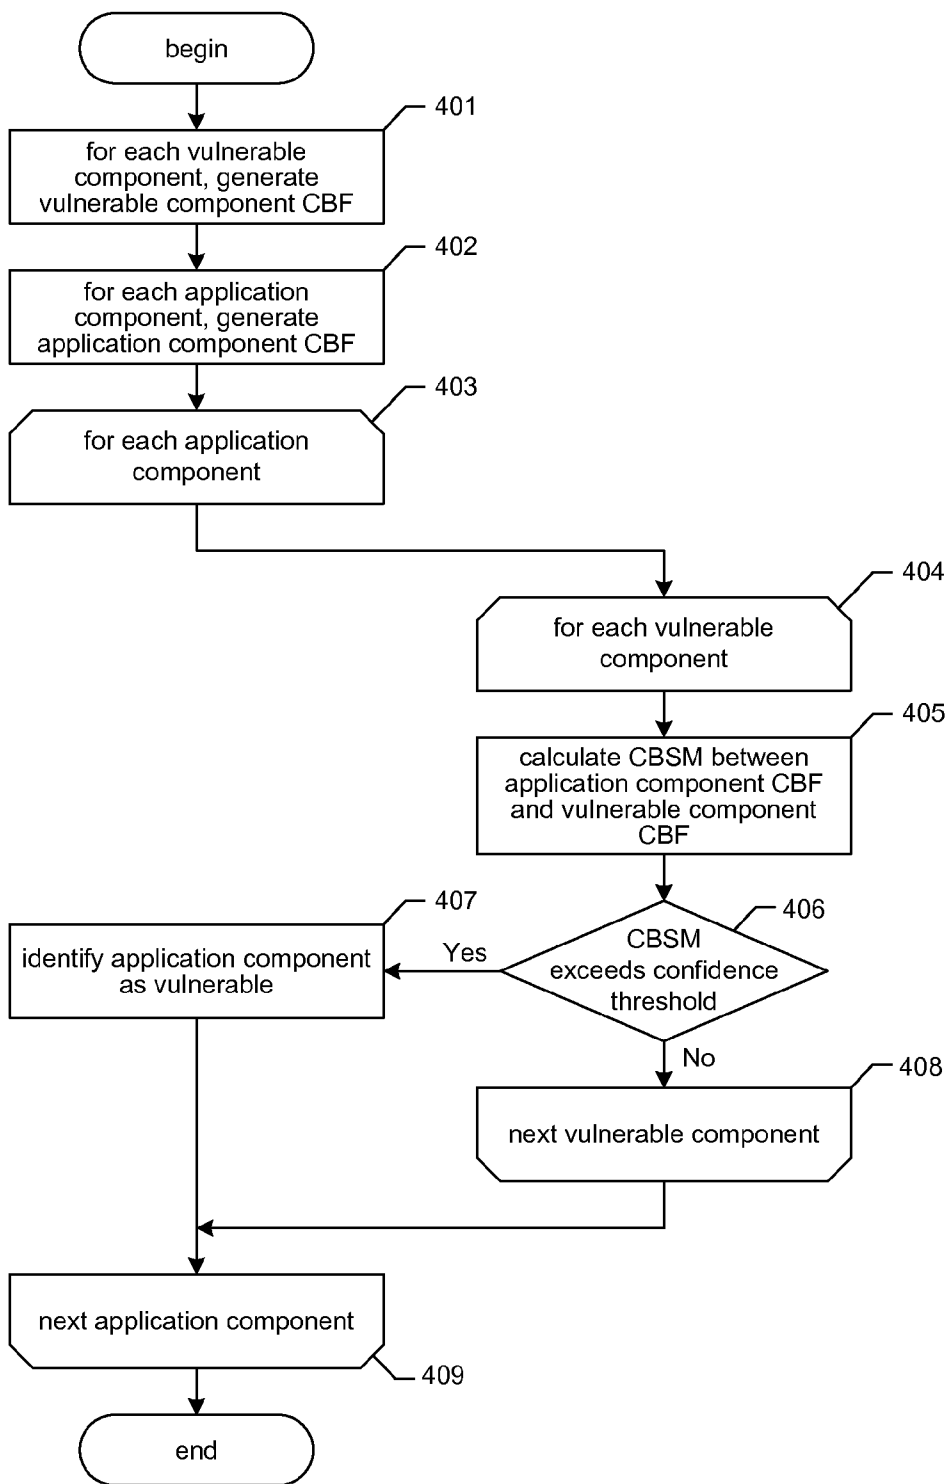 begin
401
for each vulnerable
component, generate
vulnerable component CBF
402
for each application
component, generate
application component CBF
403
for each application
component
404
for each vulnerable
component
405
calculate CBSM between
application component CBF
and vulnerable component
CBF
406
CBSM
exceeds confidence
threshold
Yes
407
identify application component
as vulnerable
No
408
next vulnerable component
next application component
409
end